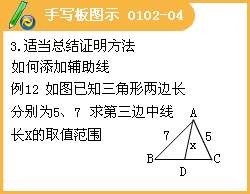 手写板图示 0102-04
3.适当总结证明方法
如何添加辅助线
例12 如图已知三角形两边长
分别为5、7 求第三边中线
长X的取值范围
A
7
5
x
B
C
D